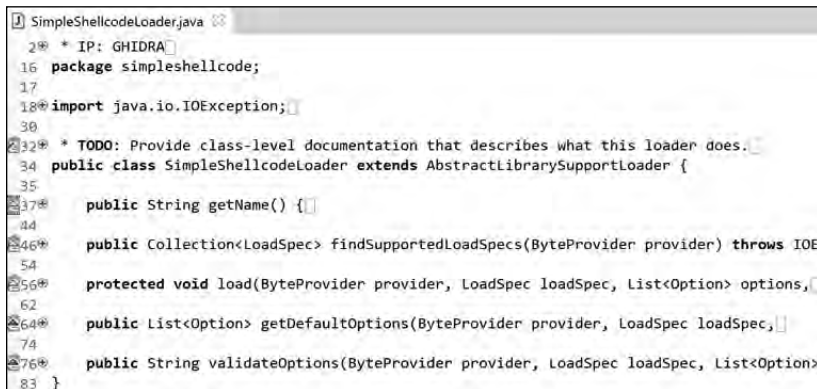 SimpleShellcodeLoader.java
2 * IP: GHIDRA
16 package simpleshellcode;
17
18 import java.io.IOException;
30
32 * TODO: Provide class-level documentation that describes what this loader does.
34 public class SimpleShellcodeLoader extends AbstractLibrarySupportLoader {
35
37 public String getName() {
44
46 public Collection<LoadSpec> findSupportedLoadSpecs(ByteProvider provider) throws IOE
54
56 protected void load(ByteProvider provider, LoadSpec loadSpec, List<Option> options,
62
64 public List<Option> getDefaultOptions(ByteProvider provider, LoadSpec loadSpec,
74
76 public String validateOptions(ByteProvider provider, LoadSpec loadSpec, List<Option>
83 }